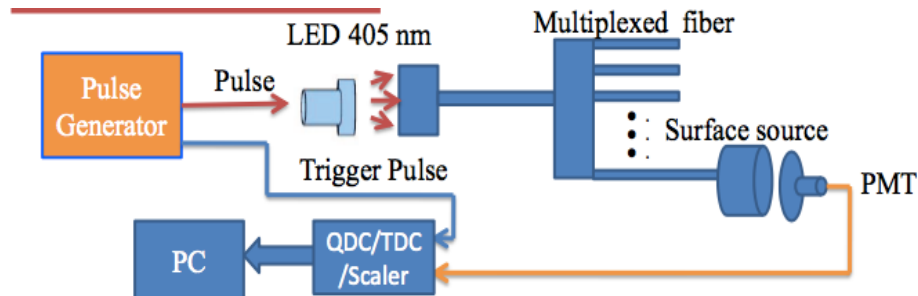 LED 405 nm
Multiplexed fiber
Pulse
Pulse
Generator
Surface source
Trigger Pulse
PMT
QDC/TDC
/Scaler
PC